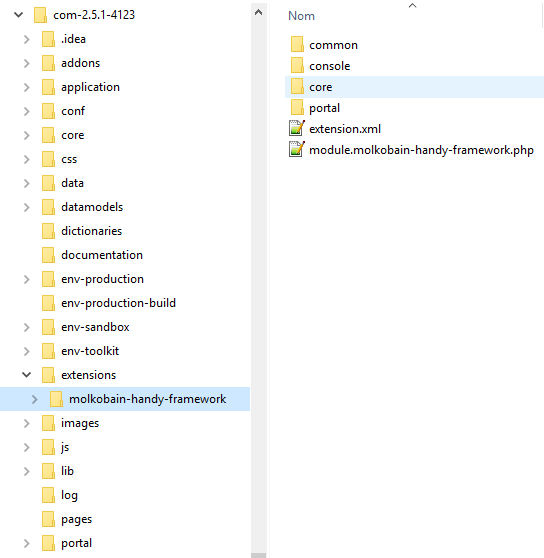 com-2.5.1-4123
.idea
addons
application
conf
core
css
data
datamodels
dictionaries
documentation
env-production
env-production-build
env-sandbox
env-toolkit
extensions
molkobain-handy-framework
images
js
lib
log
pages
portal
Nom
common
console
core
portal
extension.xml
module.molkobain-handy-framework.php